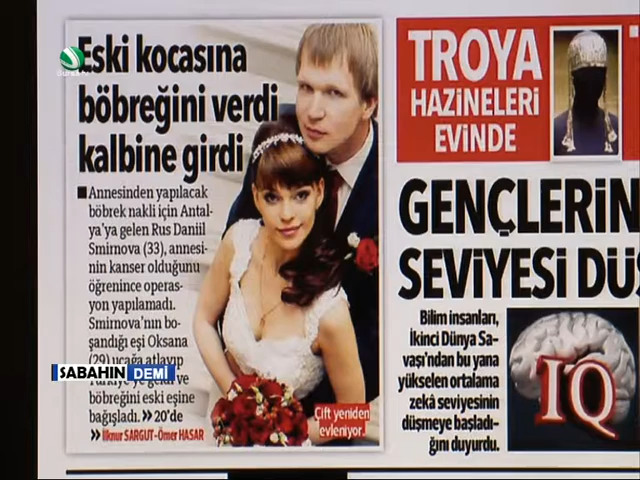 Eski kocasına
böbreğini verdi
kalbine girdi
Annesinden yapılacak
böbrek nakli için Antal-
ya'ya gelen Rus Daniil
Smirnova (33), annesi-
nin kanser olduğunu
öğrenince operas-
yon yapılamadı.
Smirnova'nın bo-
şandığı eşi Oksana
(29) uçağa atlayıp
Türkiye'ye geldi ve
böbreğini eski eşine
bağışladı. »20'de
»İlknur SARGUT-Ömer HASAR
Çift yeniden
evleniyor.
SABAHIN DEMİ
TROYA
HAZİNELERİ
EVİNDE
GENÇLERİN
SEVİYESİ DÜŞ
Bilim insanları,
İkinci Dünya Sa-
vaşı'ndan bu yana
yükselen ortalama
zekâ seviyesinin
düşmeye başladı-
ğını duyurdu.
IQ